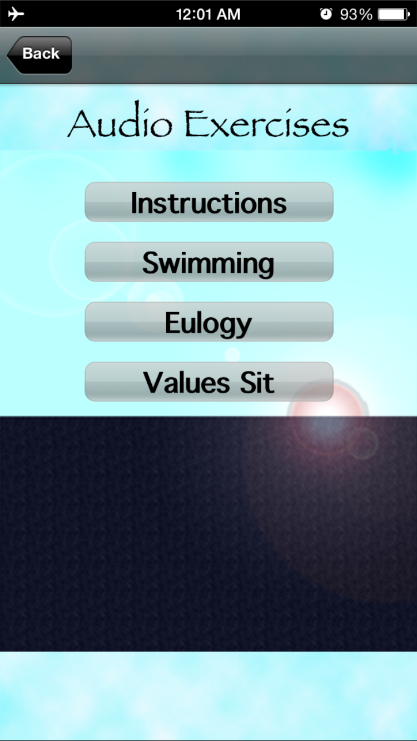 12:01 AM 93%
Back
Audio Exercises
Instructions
Swimming
Eulogy
Values Sit